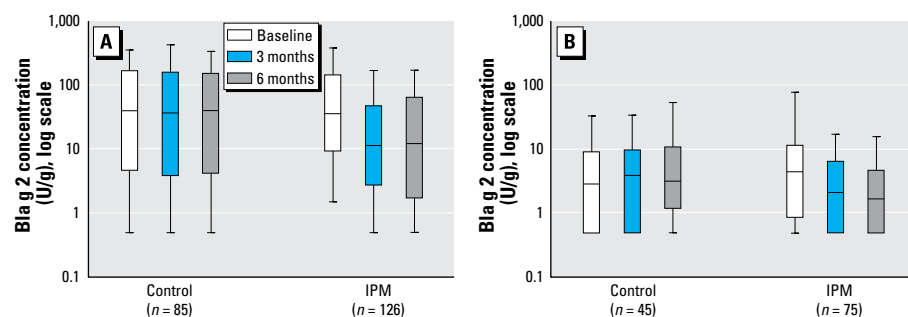 A
Bla g 2 concentration
(U/g), log scale
1,000
100
10
1
0.1
Baseline
3 months
6 months
Control
(n = 85)
IPM
(n = 126)
B
Bla g 2 concentration
(U/g), log scale
1,000
100
10
1
0.1
Control
(n = 45)
IPM
(n = 75)